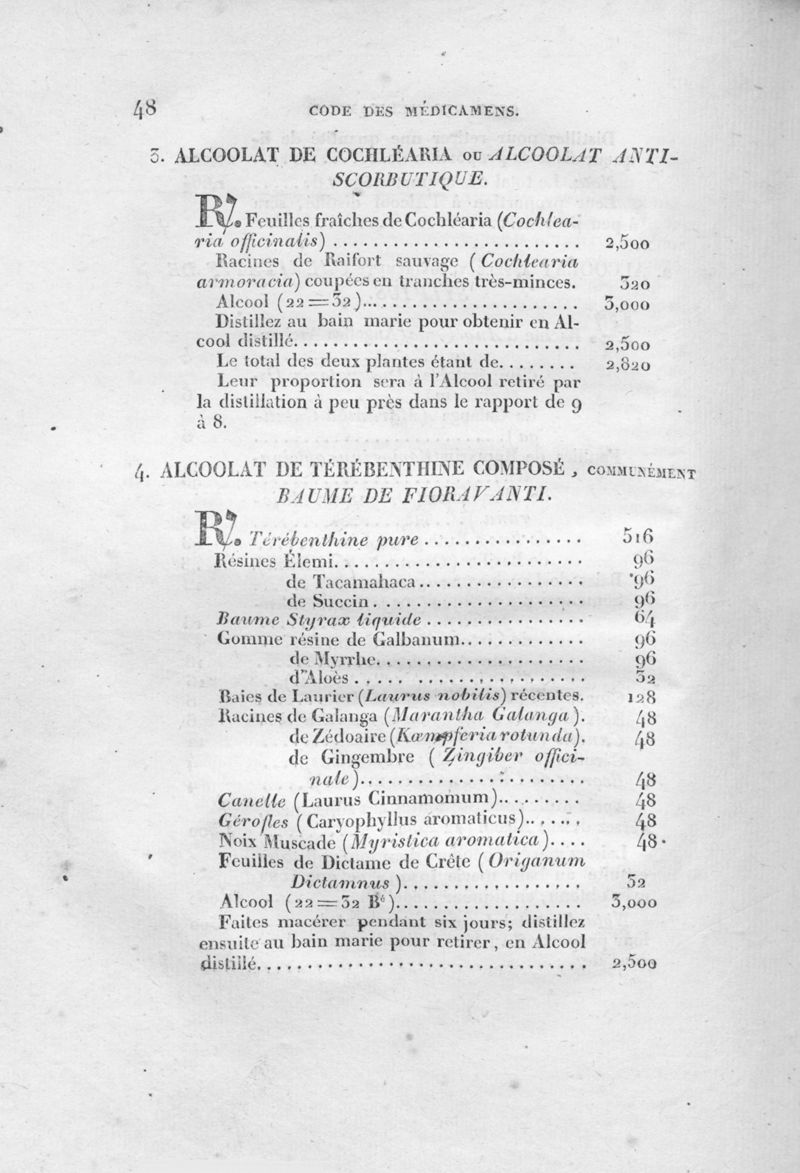 48
CODE DES MÉDICAMENS.
3. ALCOOLAT DE COCHLÉARIA ou ALCOOLAT ANTI-
SCORBUTIQUE.
℞. Feuilles fraîches de Cochléaria (Cochlea-
ria officinalis) ......................... 2,500
Racines de Raifort sauvage (Cochlearia
armoracia) coupées en tranches très-minces. 320
Alcool (22=32)...................... 3,000
Distillez au bain marie pour obtenir en Al-
cool distillé............................. 2,500
Le total des deux plantes étant de........ 2,820
Leur proportion sera à l'Alcool retiré par
la distillation à peu près dans le rapport de 9
à 8.
4. ALCOOLAT DE TÉRÉBENTHINE COMPOSÉ, COMMUNÉMENT
BAUME DE FIORAVANTI.
℞. Térébenthine pure ................ 516
Résines Élemi......................... 96
de Tacamahaca................. 96
de Succin..................... 96
Baume Styrax liquide ................ 64
Gomme résine de Galbanum............. 96
de Myrrhe..................... 96
d'Aloès ....................... 32
Baies de Laurier (Laurus nobilis) récentes. 128
Racines de Galanga (Marantha Galanga). 48
de Zédoaire (Kœmpferia rotunda). 48
de Gingembre (Zingiber offici-
nale)....................... 48
Canelle (Laurus Cinnamomum)......... 48
Gérofles (Caryophyllus aromaticus)....... 48
Noix Muscade (Myristica aromatica).... 48
Feuilles de Dictame de Crête (Origanum
Dictamnus).................. 32
Alcool (22=32 Bé)................... 3,000
Faites macérer pendant six jours; distillez
ensuite au bain marie pour retirer, en Alcool
distillé................................. 2,500